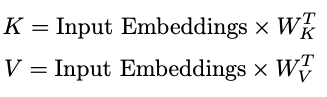 K = Input Embeddings × W_K^T
V = Input Embeddings × W_V^T